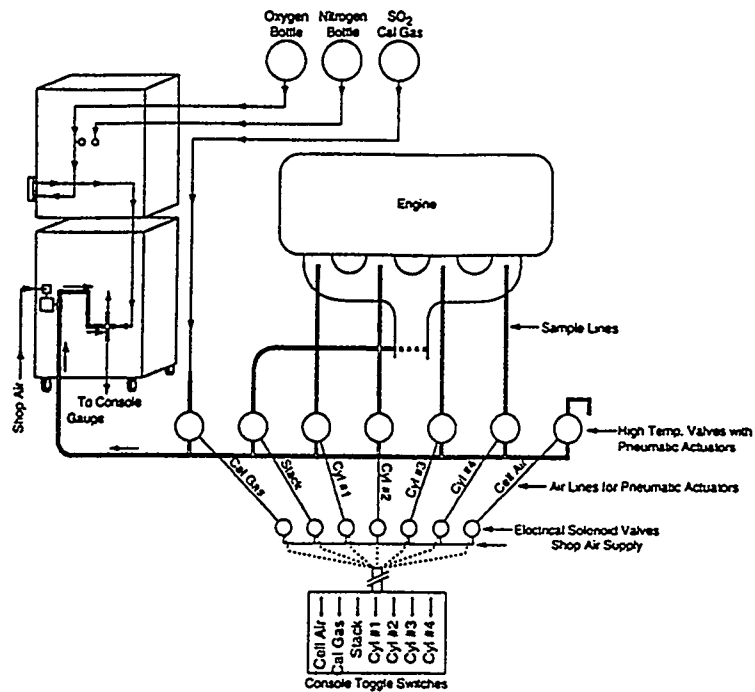 Oxygen
Bottle
Nitrogen
Bottle
SO2
Cal Gas
Engine
Sample Lines
Shop Air
To Console
Gauge
High Temp. Valves with
Pneumatic Actuators
Cal Gas
Stack
Cyl #1
Cyl #2
Cyl #3
Cyl #4
Cell Air
Air Lines for Pneumatic Actuators
Electrical Solonoid Valves
Shop Air Supply
Cell Air
Cal Gas
Stack
Cyl #1
Cyl #2
Cyl #3
Cyl #4
Console Toggle Switches